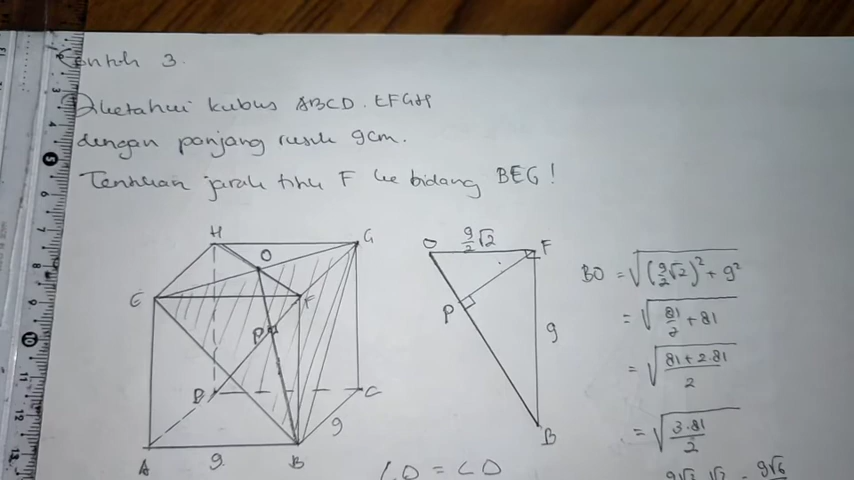 Contoh 3.
Diketahui kubus ABCD.EFGH
dengan panjang rusuk 9cm.
Tentukan jarak titik F ke bidang BEG!
H
G
O
E
F
P
D
C
9
A
9
B
O
9/2 √2
F
P
9
B
BO = √((9/2 √2)² + 9²)
= √(81/2 + 81)
= √((81 + 2.81)/2)
= √(3.81/2)
5
10